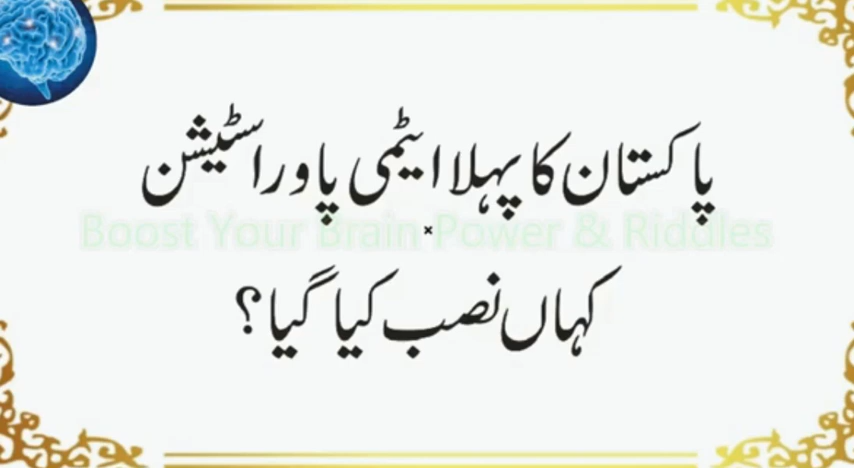 پاکستان کا پہلا ایٹمی پاور اسٹیشن
Boost Your Brain Power & Riddles
کہاں نصب کیا گیا؟